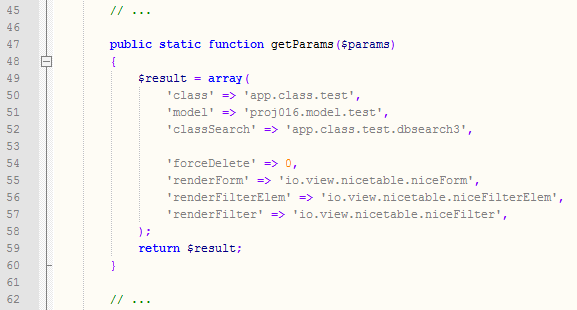 45 // ...
46
47 public static function getParams($params)
48 {
49 $result = array(
50 'class' => 'app.class.test',
51 'model' => 'proj016.model.test',
52 'classSearch' => 'app.class.test.dbsearch3',
53
54 'forceDelete' => 0,
55 'renderForm' => 'io.view.nicetable.niceForm',
56 'renderFilterElem' => 'io.view.nicetable.niceFilterElem',
57 'renderFilter' => 'io.view.nicetable.niceFilter',
58 );
59 return $result;
60 }
61
62 // ...